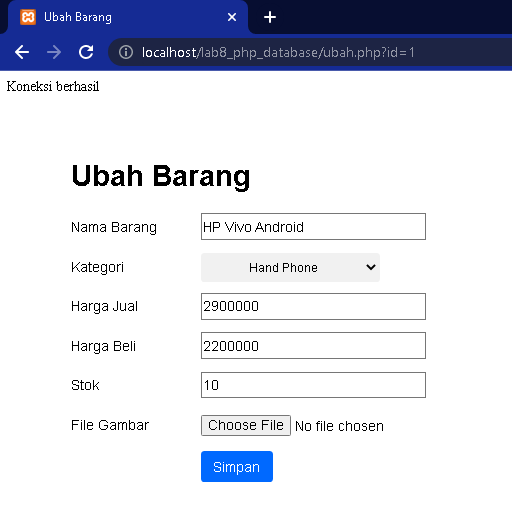 Ubah Barang
localhost/lab8_php_database/ubah.php?id=1
Koneksi berhasil
Ubah Barang
Nama Barang HP Vivo Android
Kategori Hand Phone
Harga Jual 2900000
Harga Beli 2200000
Stok 10
File Gambar Choose File No file chosen
Simpan